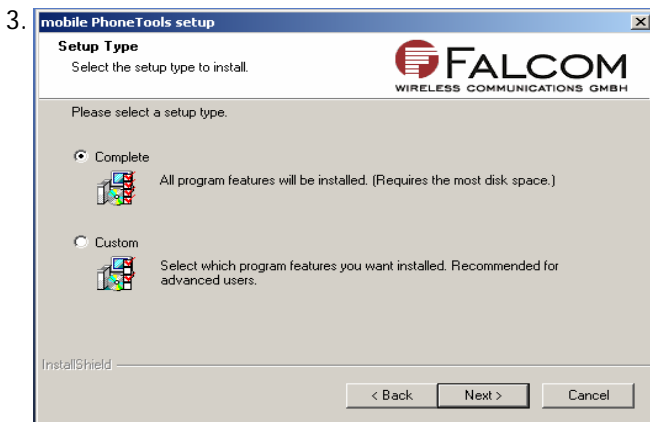 3.
mobile PhoneTools setup
Setup Type
Select the setup type to install.
FALCOM
WIRELESS COMMUNICATIONS GMBH
Please select a setup type.
Complete
All program features will be installed. (Requires the most disk space.)
Custom
Select which program features you want installed. Recommended for
advanced users.
InstallShield
< Back Next > Cancel